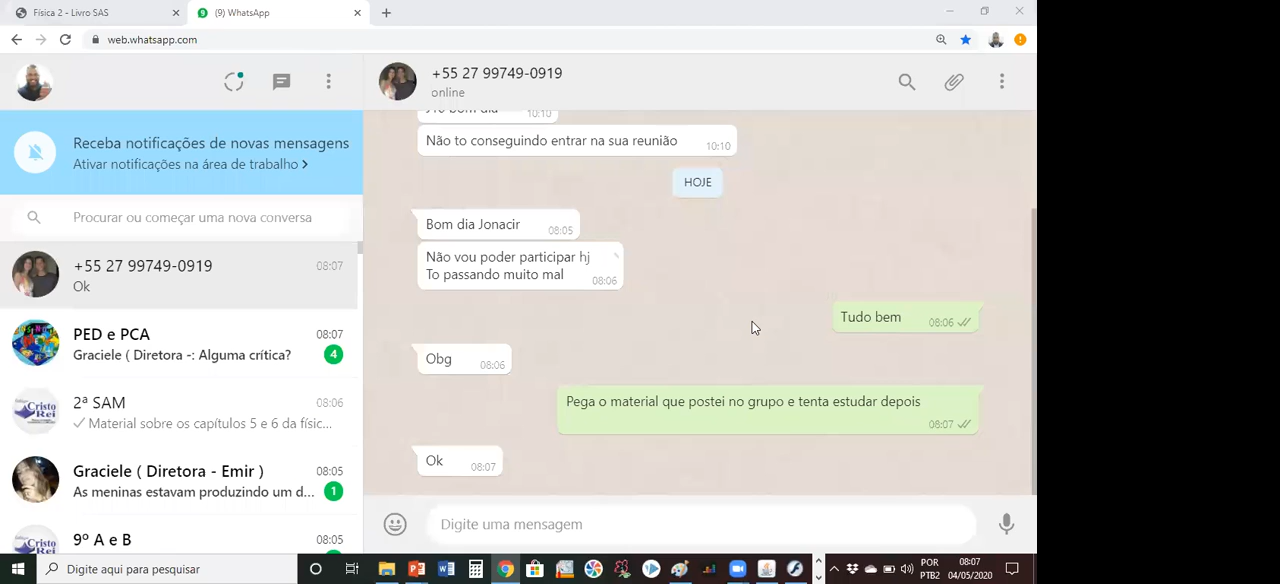 Física 2 - Livro SAS
(9) WhatsApp
web.whatsapp.com
+55 27 99749-0919
online
Receba notificações de novas mensagens
Ativar notificações na área de trabalho >
Procurar ou começar uma nova conversa
+55 27 99749-0919 08:07
Ok
PED e PCA 08:07
Graciele ( Diretora -: Alguma crítica? 4
2ª SAM 08:06
Material sobre os capítulos 5 e 6 da físic...
Cristo Rei
Graciele ( Diretora - Emir ) 08:05
As meninas estavam produzindo um d... 1
9º A e B 08:05
Cristo
bom dia 10:10
Não to conseguindo entrar na sua reunião 10:10
HOJE
Bom dia Jonacir 08:05
Não vou poder participar hj
To passando muito mal 08:06
Tudo bem 08:06
Obg 08:06
Pega o material que postei no grupo e tenta estudar depois
08:07
Ok 08:07
Digite uma mensagem
Digite aqui para pesquisar
POR
PTB2
08:07
04/05/2020